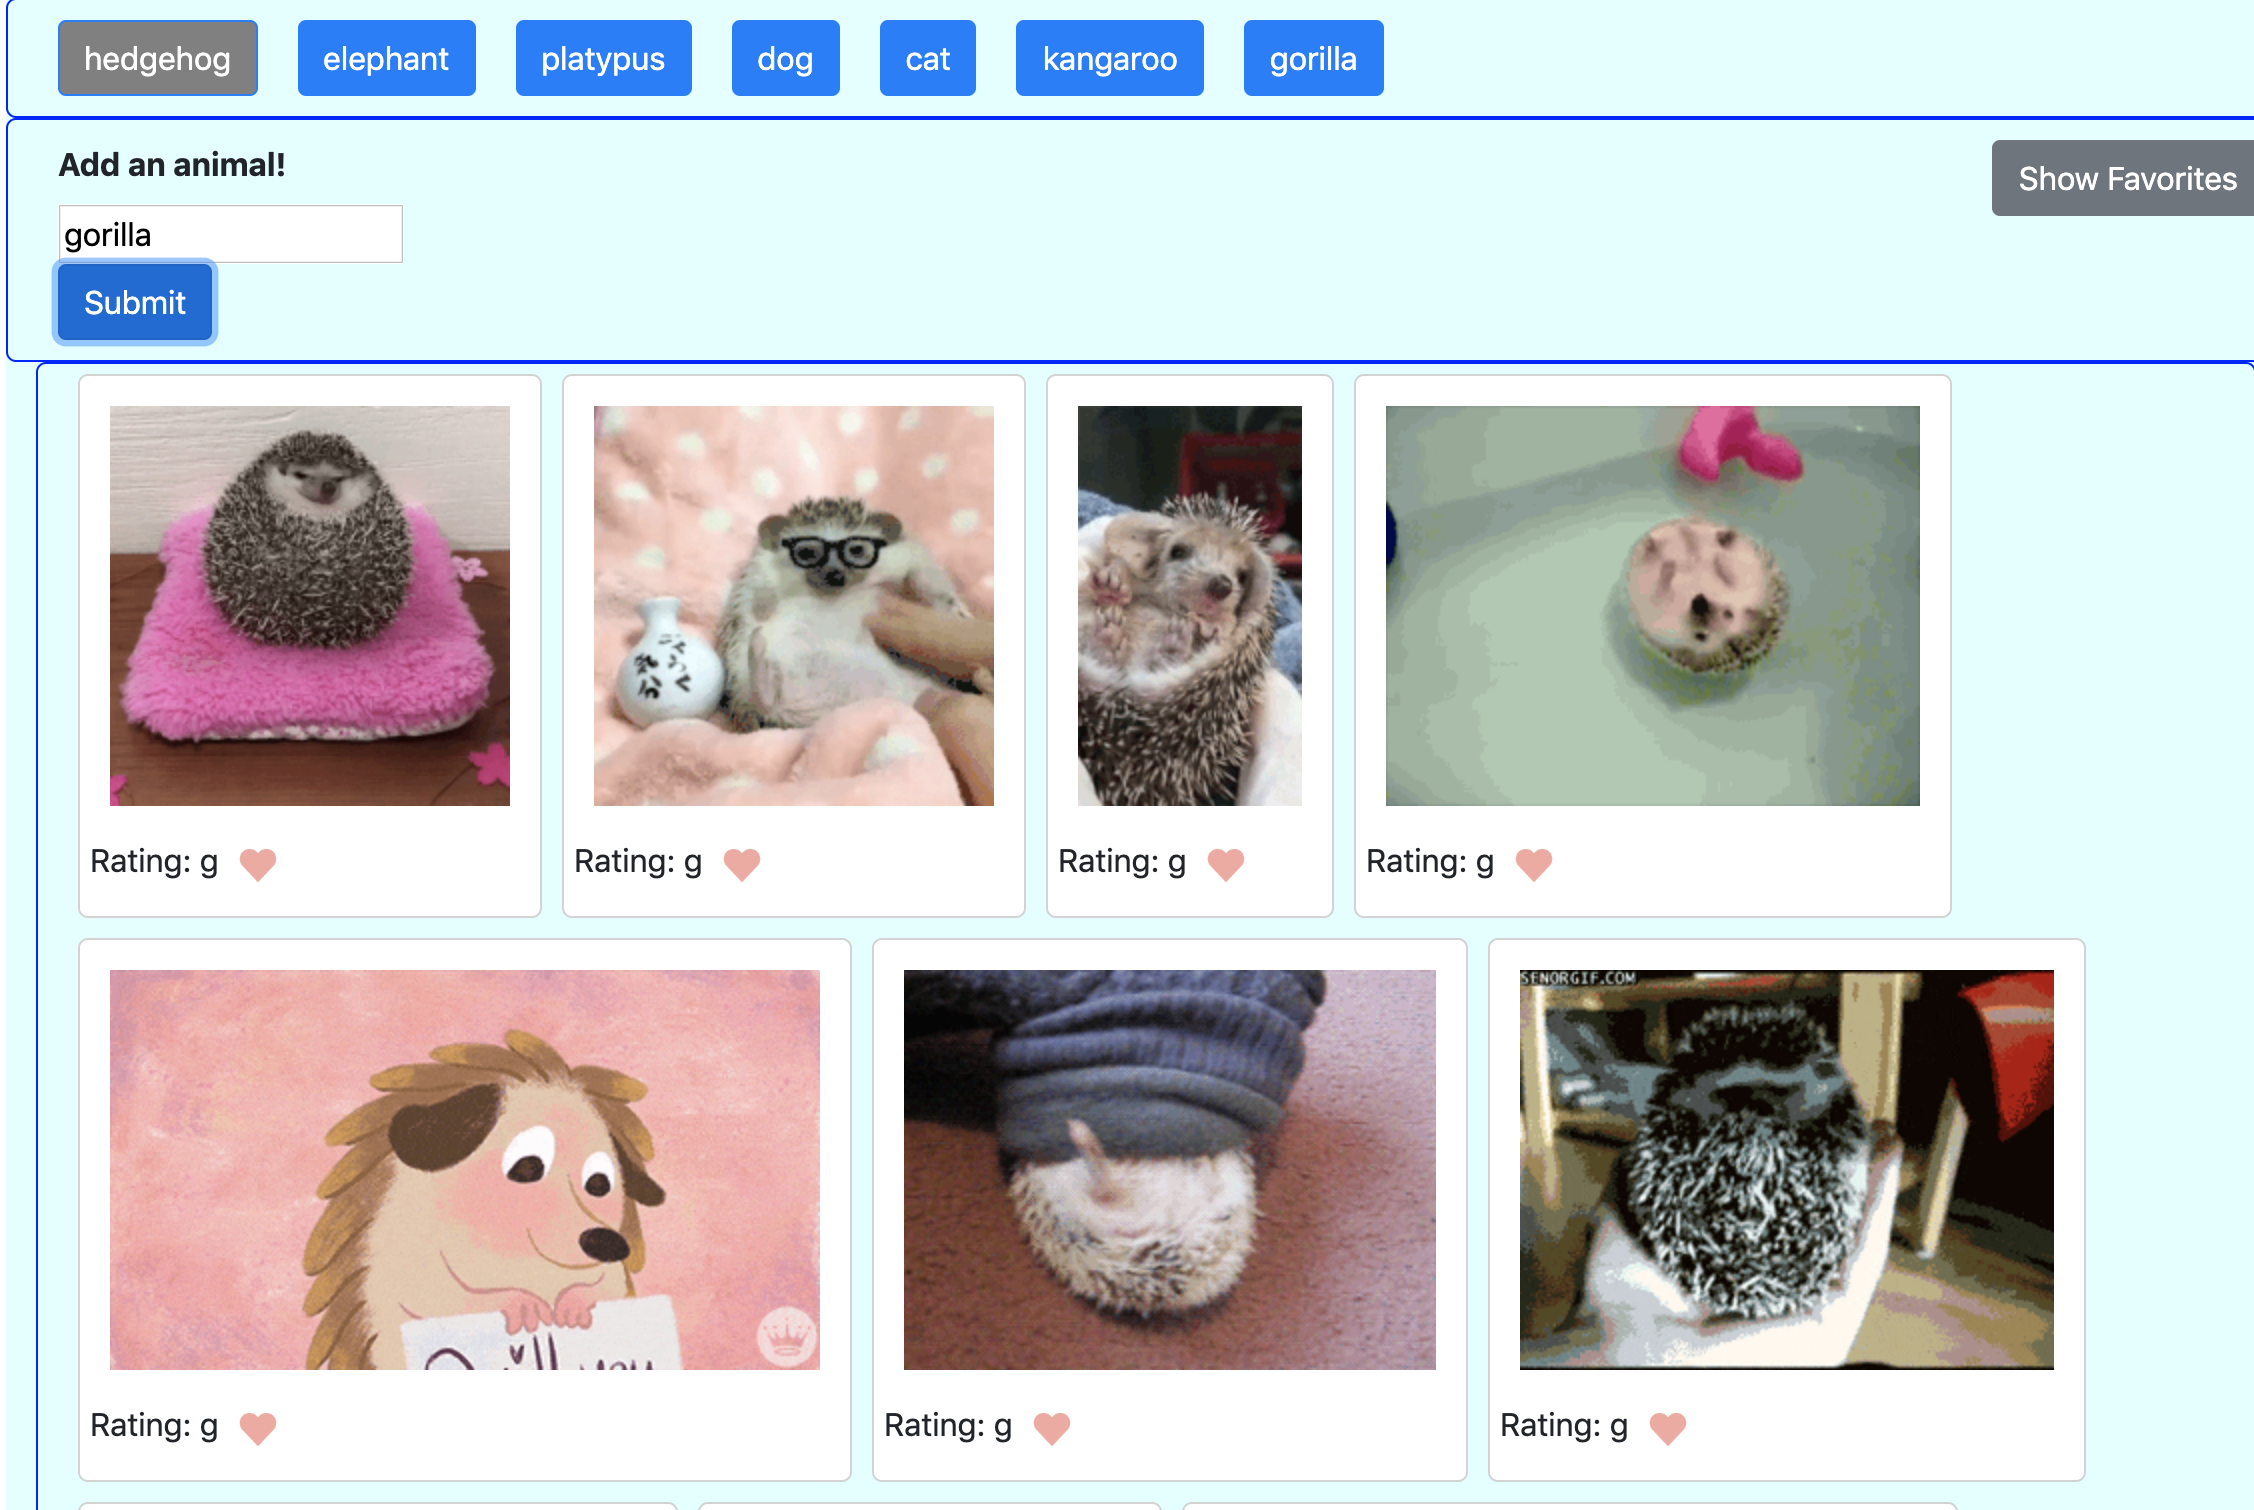 hedgehog elephant platypus dog cat kangaroo gorilla
Add an animal!
Show Favorites
gorilla
Submit
Rating: g
Rating: g
Rating: g
Rating: g
SENORGIF.COM
Rating: g
Rating: g
Rating: g